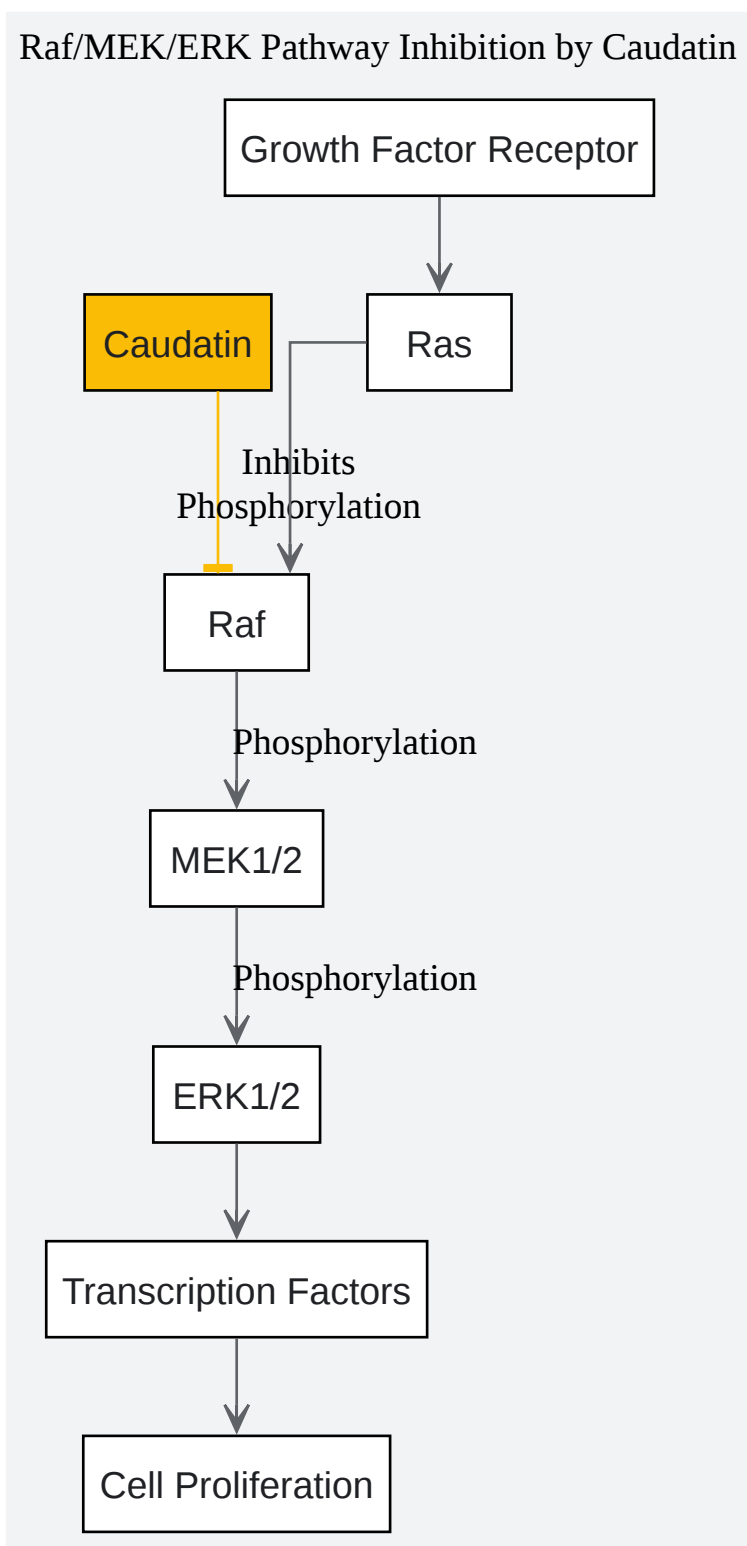 Raf/MEK/ERK Pathway Inhibition by Caudatin
Growth Factor Receptor
Caudatin
Ras
Inhibits
Phosphorylation
Raf
Phosphorylation
MEK1/2
Phosphorylation
ERK1/2
Transcription Factors
Cell Proliferation